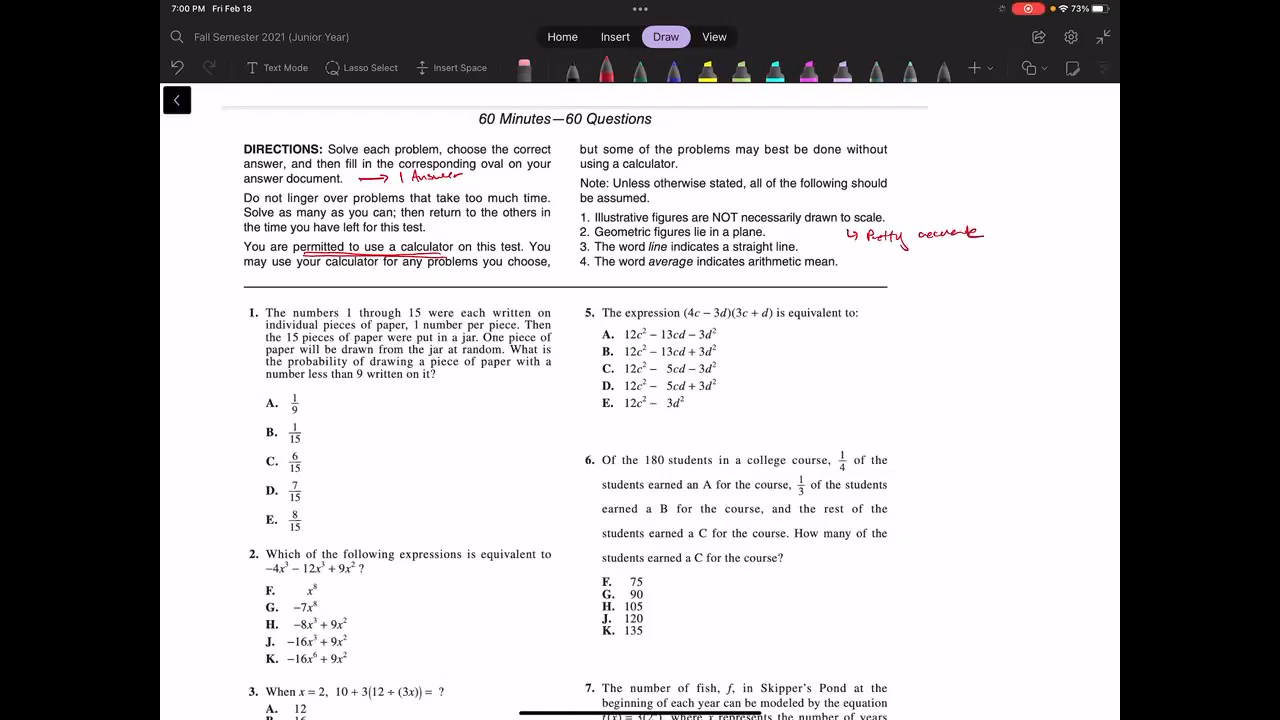 7:00 PM Fri Feb 18
73%
Fall Semester 2021 (Junior Year)
Home Insert Draw View
Text Mode Lasso Select Insert Space
60 Minutes—60 Questions
DIRECTIONS: Solve each problem, choose the correct
answer, and then fill in the corresponding oval on your
answer document. → 1 Answer
Do not linger over problems that take too much time.
Solve as many as you can; then return to the others in
the time you have left for this test.
You are permitted to use a calculator on this test. You
may use your calculator for any problems you choose,
but some of the problems may best be done without
using a calculator.
Note: Unless otherwise stated, all of the following should
be assumed.
1. Illustrative figures are NOT necessarily drawn to scale.
↳ Pretty accurate
2. Geometric figures lie in a plane.
3. The word line indicates a straight line.
4. The word average indicates arithmetic mean.
1. The numbers 1 through 15 were each written on
individual pieces of paper, 1 number per piece. Then
the 15 pieces of paper were put in a jar. One piece of
paper will be drawn from the jar at random. What is
the probability of drawing a piece of paper with a
number less than 9 written on it?
A. 1/9
B. 1/15
C. 6/15
D. 7/15
E. 8/15
2. Which of the following expressions is equivalent to
−4x³ − 12x³ + 9x² ?
F. x⁸
G. −7x⁸
H. −8x³ + 9x²
J. −16x³ + 9x²
K. −16x⁶ + 9x²
3. When x = 2, 10 + 3(12 ÷ (3x)) = ?
A. 12
5. The expression (4c − 3d)(3c + d) is equivalent to:
A. 12c² − 13cd − 3d²
B. 12c² − 13cd + 3d²
C. 12c² − 5cd − 3d²
D. 12c² − 5cd + 3d²
E. 12c² − 3d²
6. Of the 180 students in a college course, 1/4 of the
students earned an A for the course, 1/3 of the students
earned a B for the course, and the rest of the
students earned a C for the course. How many of the
students earned a C for the course?
F. 75
G. 90
H. 105
J. 120
K. 135
7. The number of fish, f, in Skipper's Pond at the
beginning of each year can be modeled by the equation
where x represents the number of years